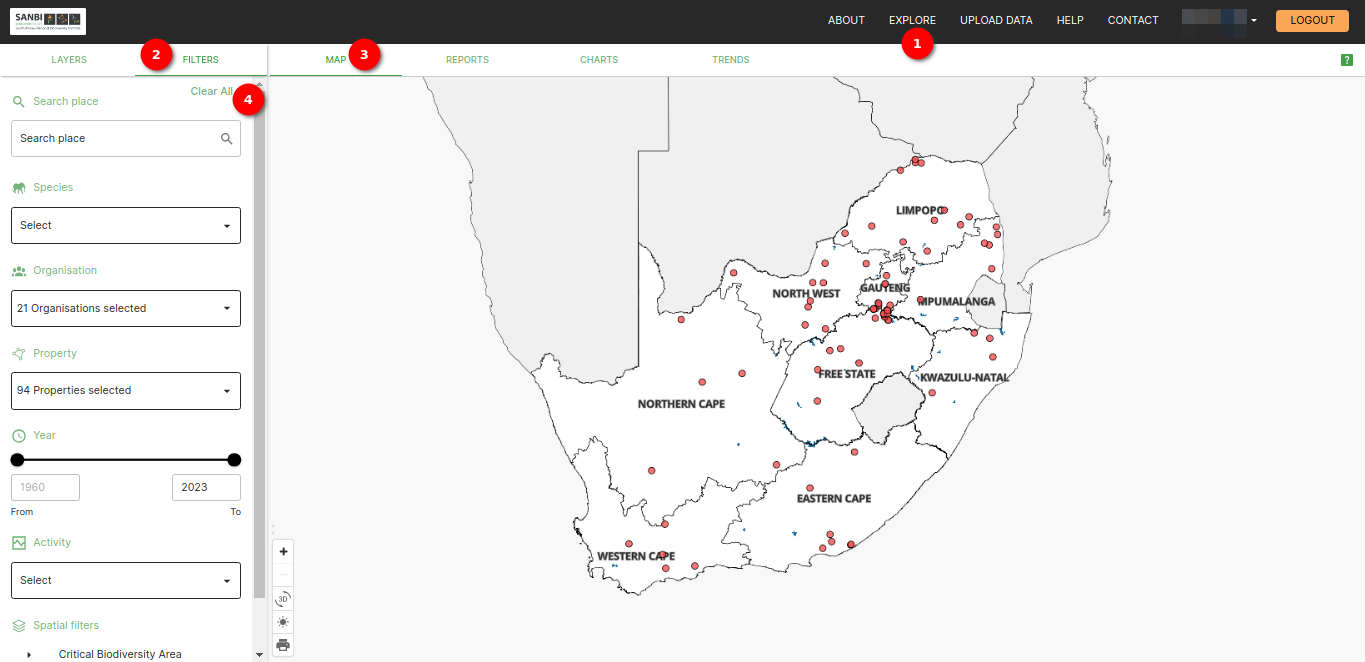 SANBI
ABOUT
EXPLORE
UPLOAD DATA
HELP
CONTACT
LOGOUT
1
LAYERS
2
FILTERS
MAP
3
REPORTS
CHARTS
TRENDS
?
Clear All
4
Search place
Search place
Species
Select
Organisation
21 Organisations selected
Property
94 Properties selected
Year
1960
2023
From
To
Activity
Select
Spatial filters
Critical Biodiversity Area
LIMPOPO
NORTH WEST
GAUTENG
MPUMALANGA
FREE STATE
KWAZULU-NATAL
NORTHERN CAPE
EASTERN CAPE
WESTERN CAPE
+
3D